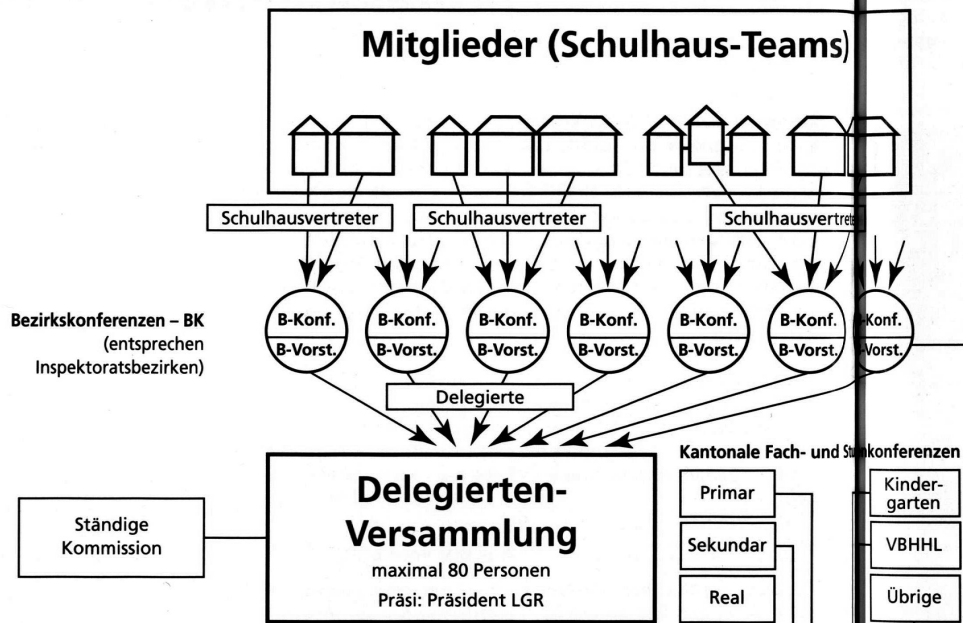 Mitglieder (Schulhaus-Teams)
Schulhausvertreter
Schulhausvertreter
Schulhausvertreter
Bezirkskonferenzen – BK
(entsprechen
Inspektoratsbezirken)
B-Konf.
B-Vorst.
B-Konf.
B-Vorst.
B-Konf.
B-Vorst.
B-Konf.
B-Vorst.
B-Konf.
B-Vorst.
B-Konf.
B-Vorst.
-Konf.
-Vorst.
Delegierte
Ständige
Kommission
Delegierten-
Versammlung
maximal 80 Personen
Präsi: Präsident LGR
Kantonale Fach- und Stufenkonferenzen
Primar
Sekundar
Real
Kinder-
garten
VBHHL
Übrige